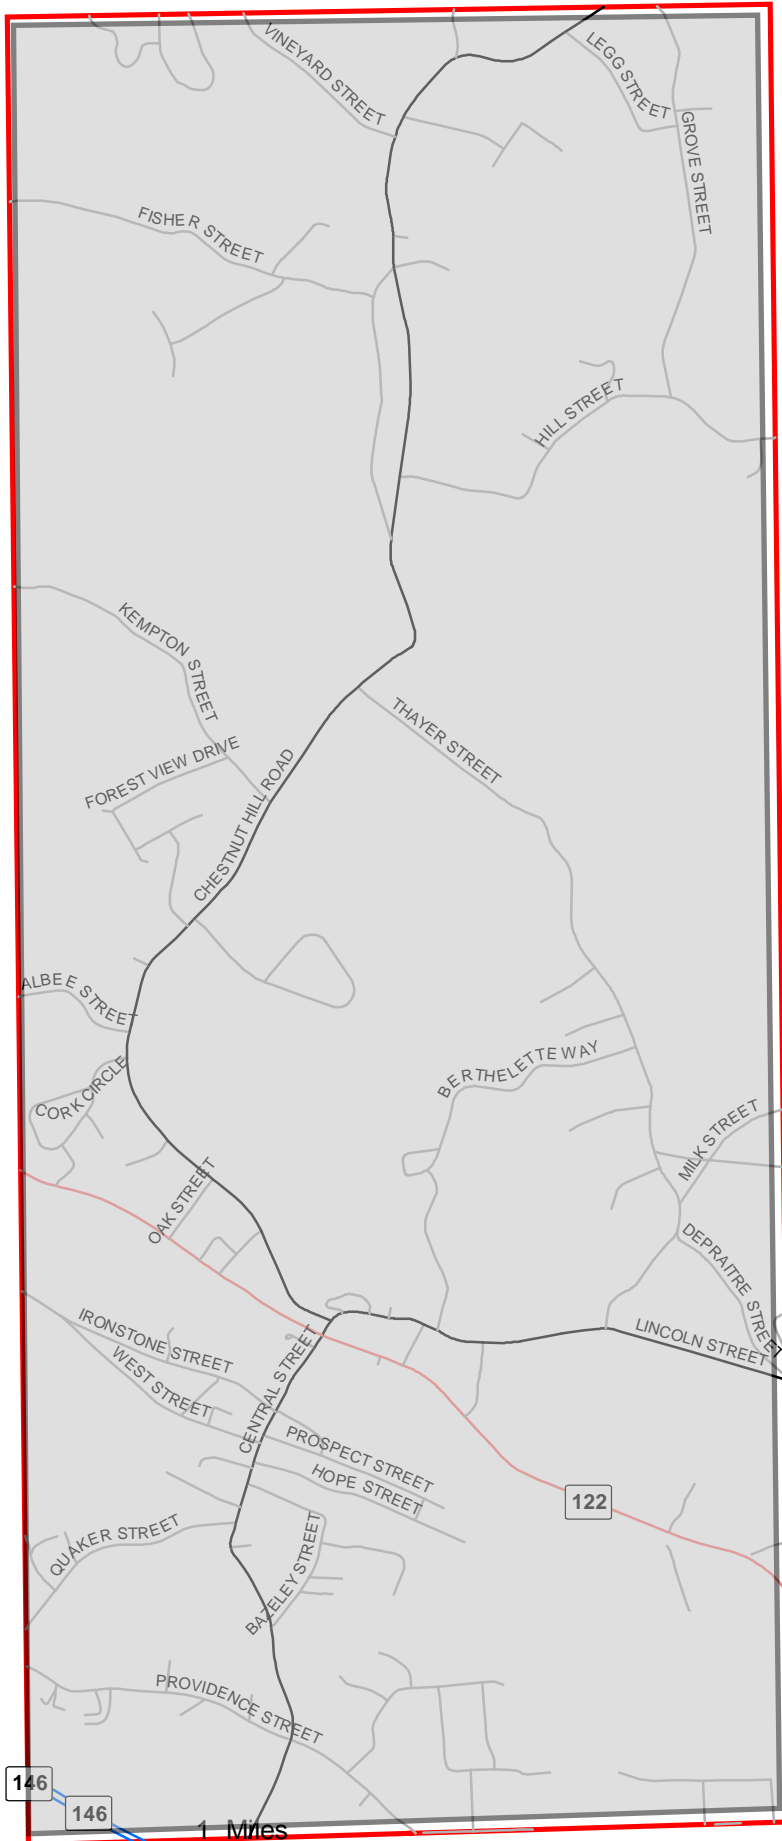 VINEYARD STREET
LEGG STREET
GROVE STREET
FISHER STREET
HILL STREET
KEMPTON STREET
THAYER STREET
FOREST VIEW DRIVE
CHESTNUT HILL ROAD
ALBEE STREET
BERTHELETTE WAY
CORK CIRCLE
MILK STREET
OAK STREET
DEPRAITRE STREET
IRONSTONE STREET
LINCOLN STREET
WEST STREET
CENTRAL STREET
PROSPECT STREET
HOPE STREET
122
QUAKER STREET
BAZELEY STREET
PROVIDENCE STREET
146
146
1 Miles